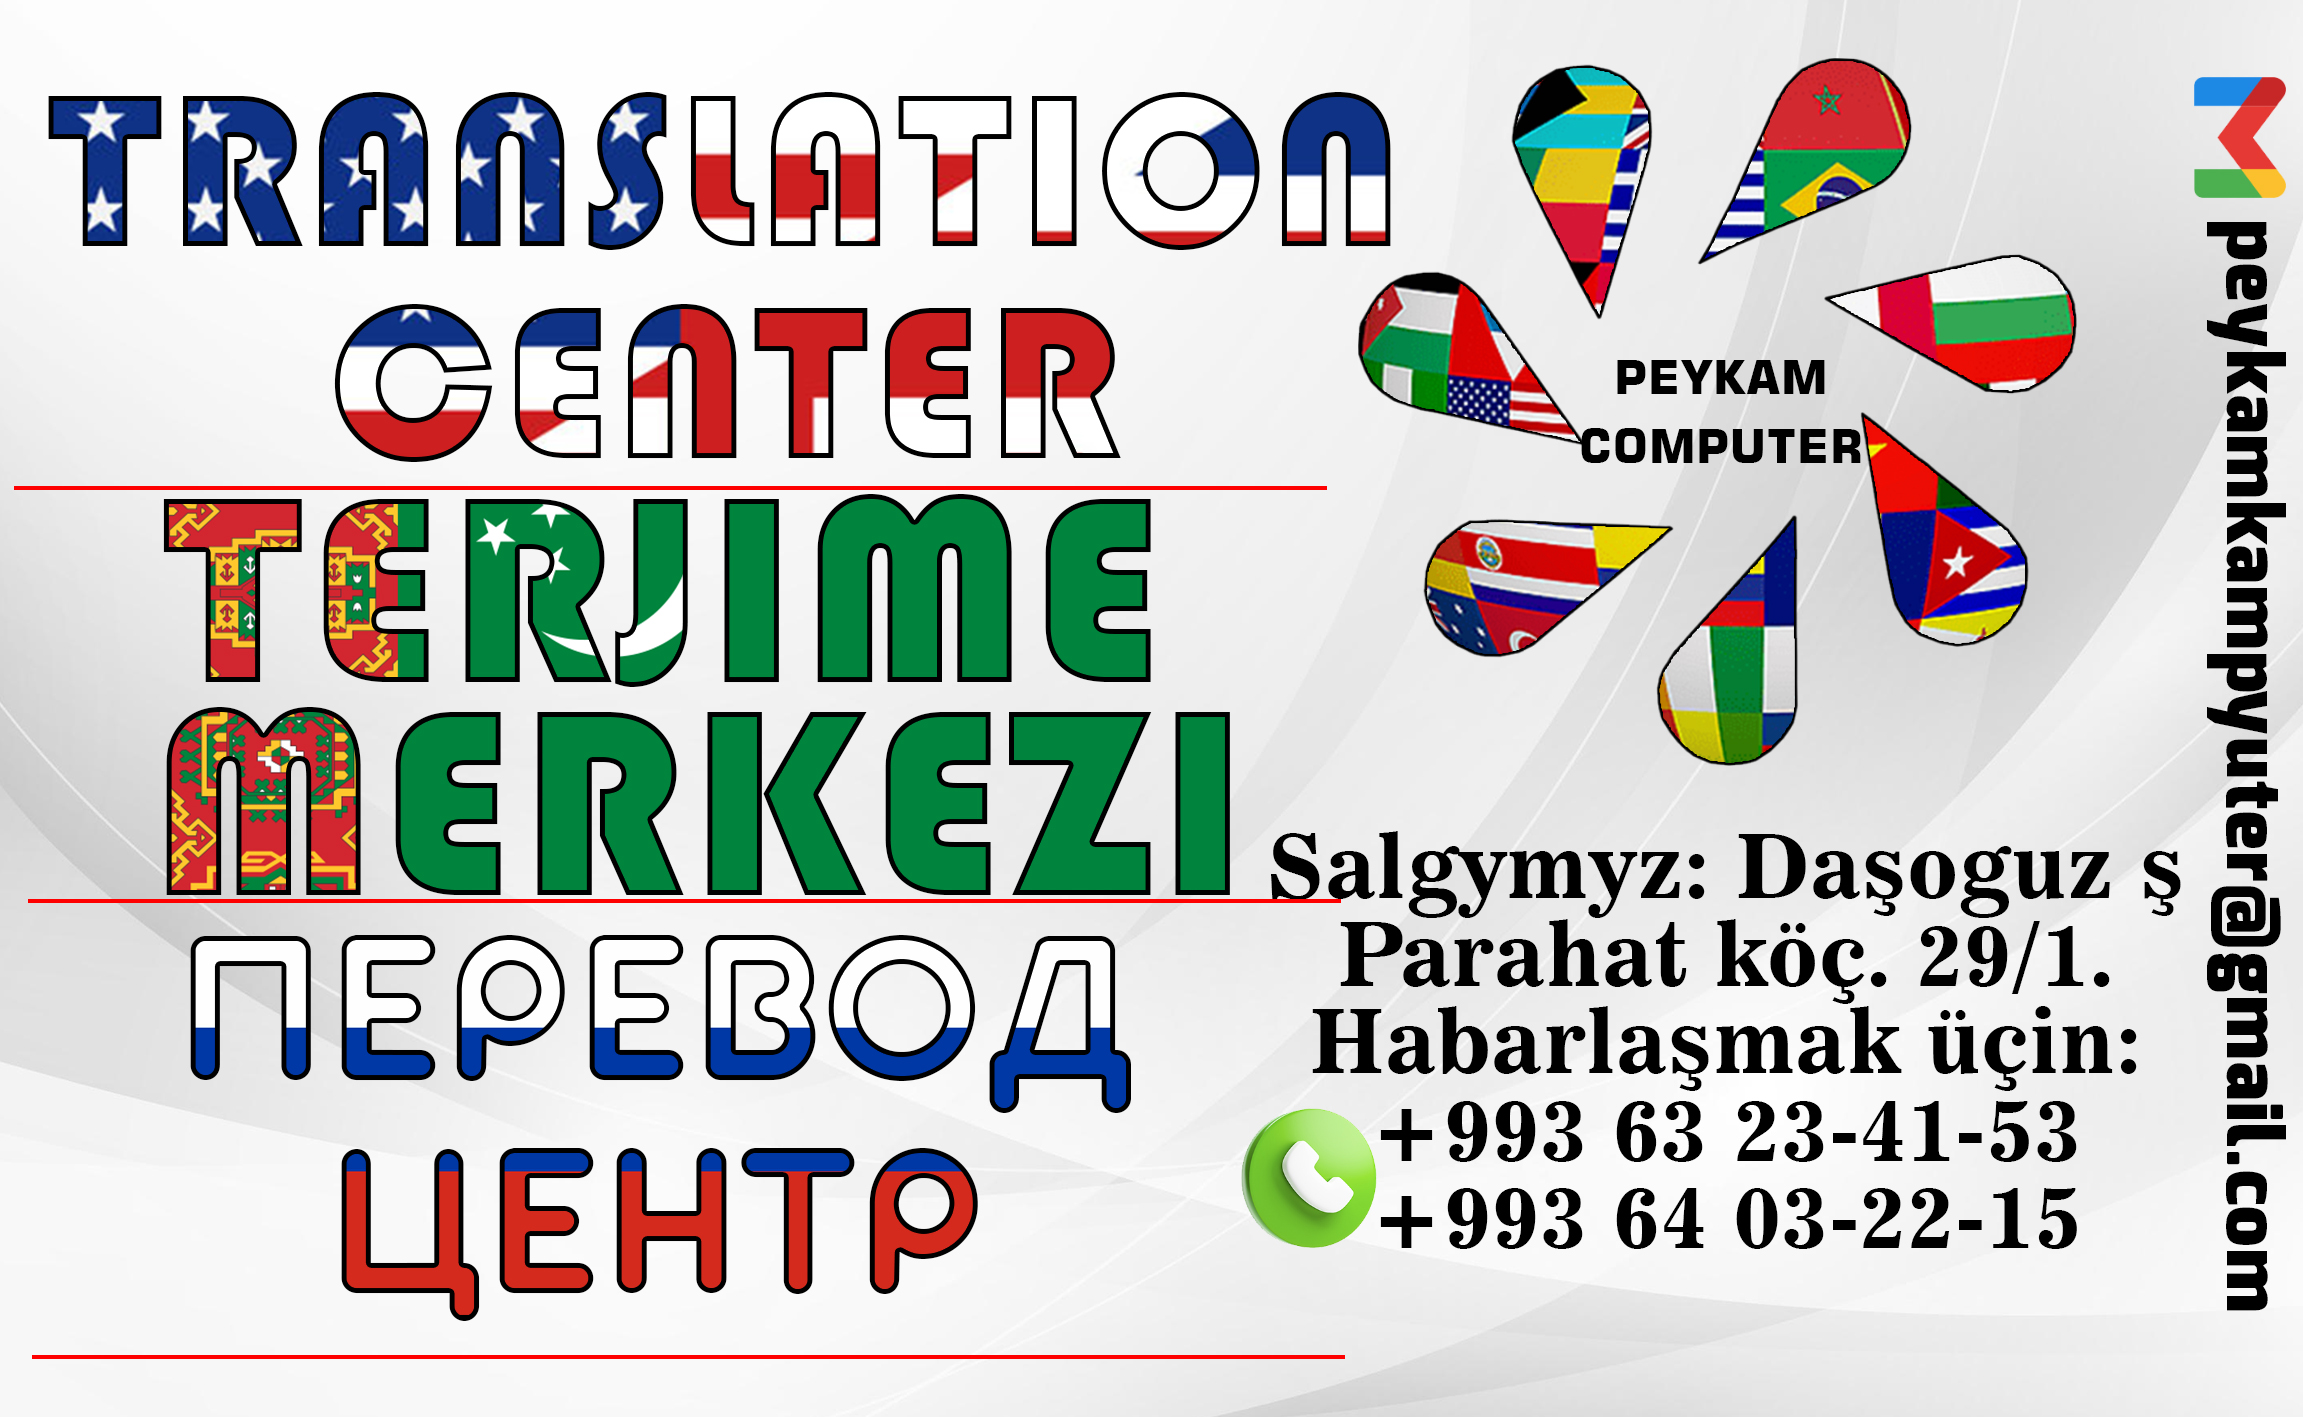 TRANSLATION
CENTER
TERJIME
MERKEZI
ПЕРЕВОД
ЦЕНТР
PEYKAM
COMPUTER
Salgymyz: Daşoguz ş
Parahat köç. 29/1.
Habarlaşmak üçin:
+993 63 23-41-53
+993 64 03-22-15
peykamkampyuter@gmail.com